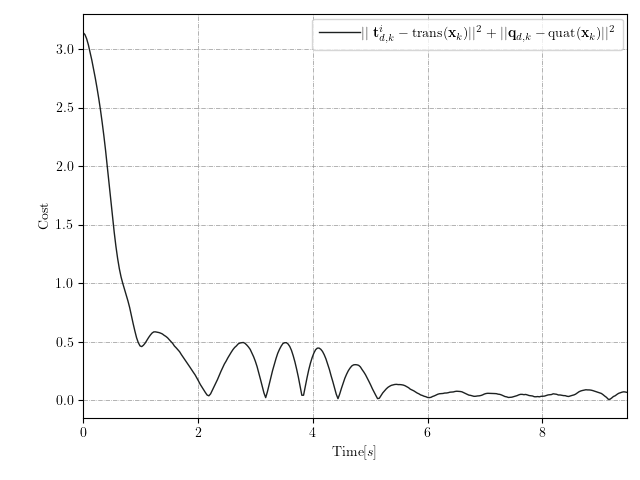 || 𝐭ⁱ_{d,k} − trans(𝐱_k)||² + ||𝐪_{d,k} − quat(𝐱_k)||²
Cost
3.0
2.5
2.0
1.5
1.0
0.5
0.0
0 2 4 6 8
Time[s]